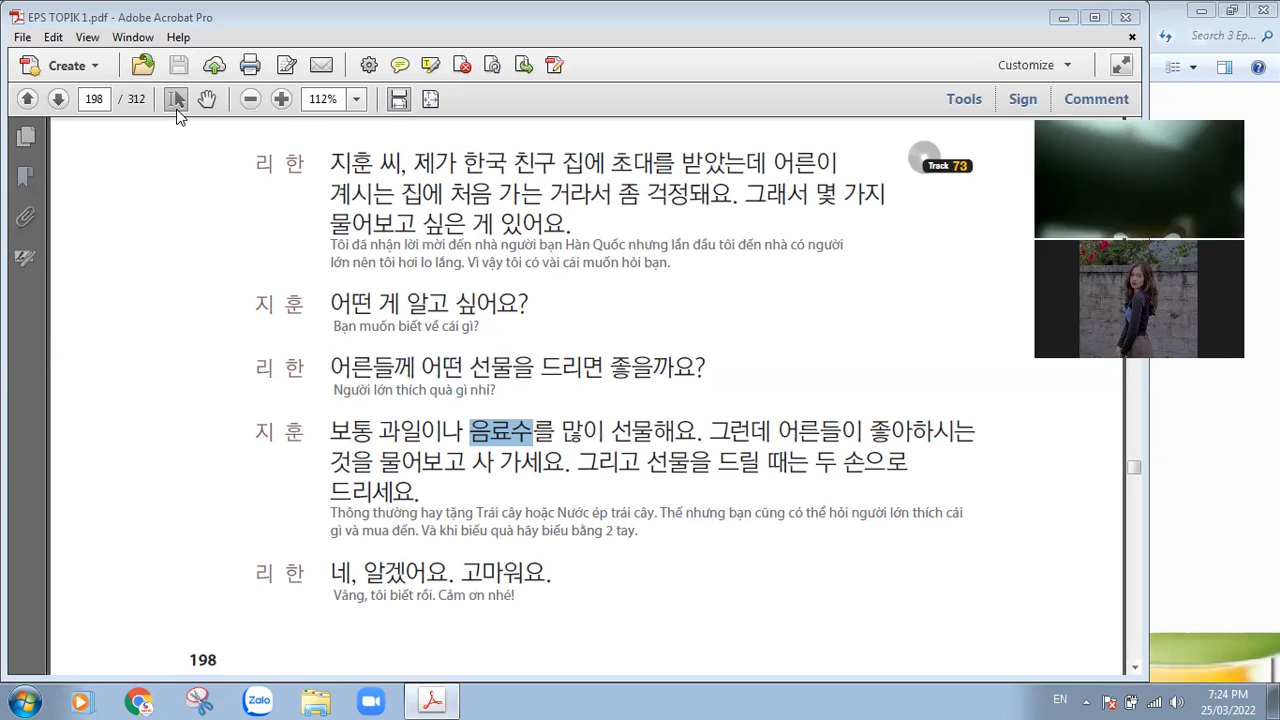 EPS TOPIK 1.pdf - Adobe Acrobat Pro
File Edit View Window Help
Search 3 Ep...
Create
Customize
198 / 312
112%
Tools Sign Comment
리 한 지훈 씨, 제가 한국 친구 집에 초대를 받았는데 어른이
Track 73
계시는 집에 처음 가는 거라서 좀 걱정돼요. 그래서 몇 가지
물어보고 싶은 게 있어요.
Tôi đã nhận lời mời đến nhà người bạn Hàn Quốc nhưng lần đầu tôi đến nhà có người
lớn nên tôi hơi lo lắng. Vì vậy tôi có vài cái muốn hỏi bạn.
지 훈 어떤 게 알고 싶어요?
Bạn muốn biết về cái gì?
리 한 어른들께 어떤 선물을 드리면 좋을까요?
Người lớn thích quà gì nhỉ?
지 훈 보통 과일이나 음료수를 많이 선물해요. 그런데 어른들이 좋아하시는
것을 물어보고 사 가세요. 그리고 선물을 드릴 때는 두 손으로
드리세요.
Thông thường hay tặng Trái cây hoặc Nước ép trái cây. Thế nhưng bạn cũng có thể hỏi người lớn thích cái
gì và mua đến. Và khi biếu quà hãy biếu bằng 2 tay.
리 한 네, 알겠어요. 고마워요.
Vâng, tôi biết rồi. Cảm ơn nhé!
198
Zalo
EN
7:24 PM
25/03/2022